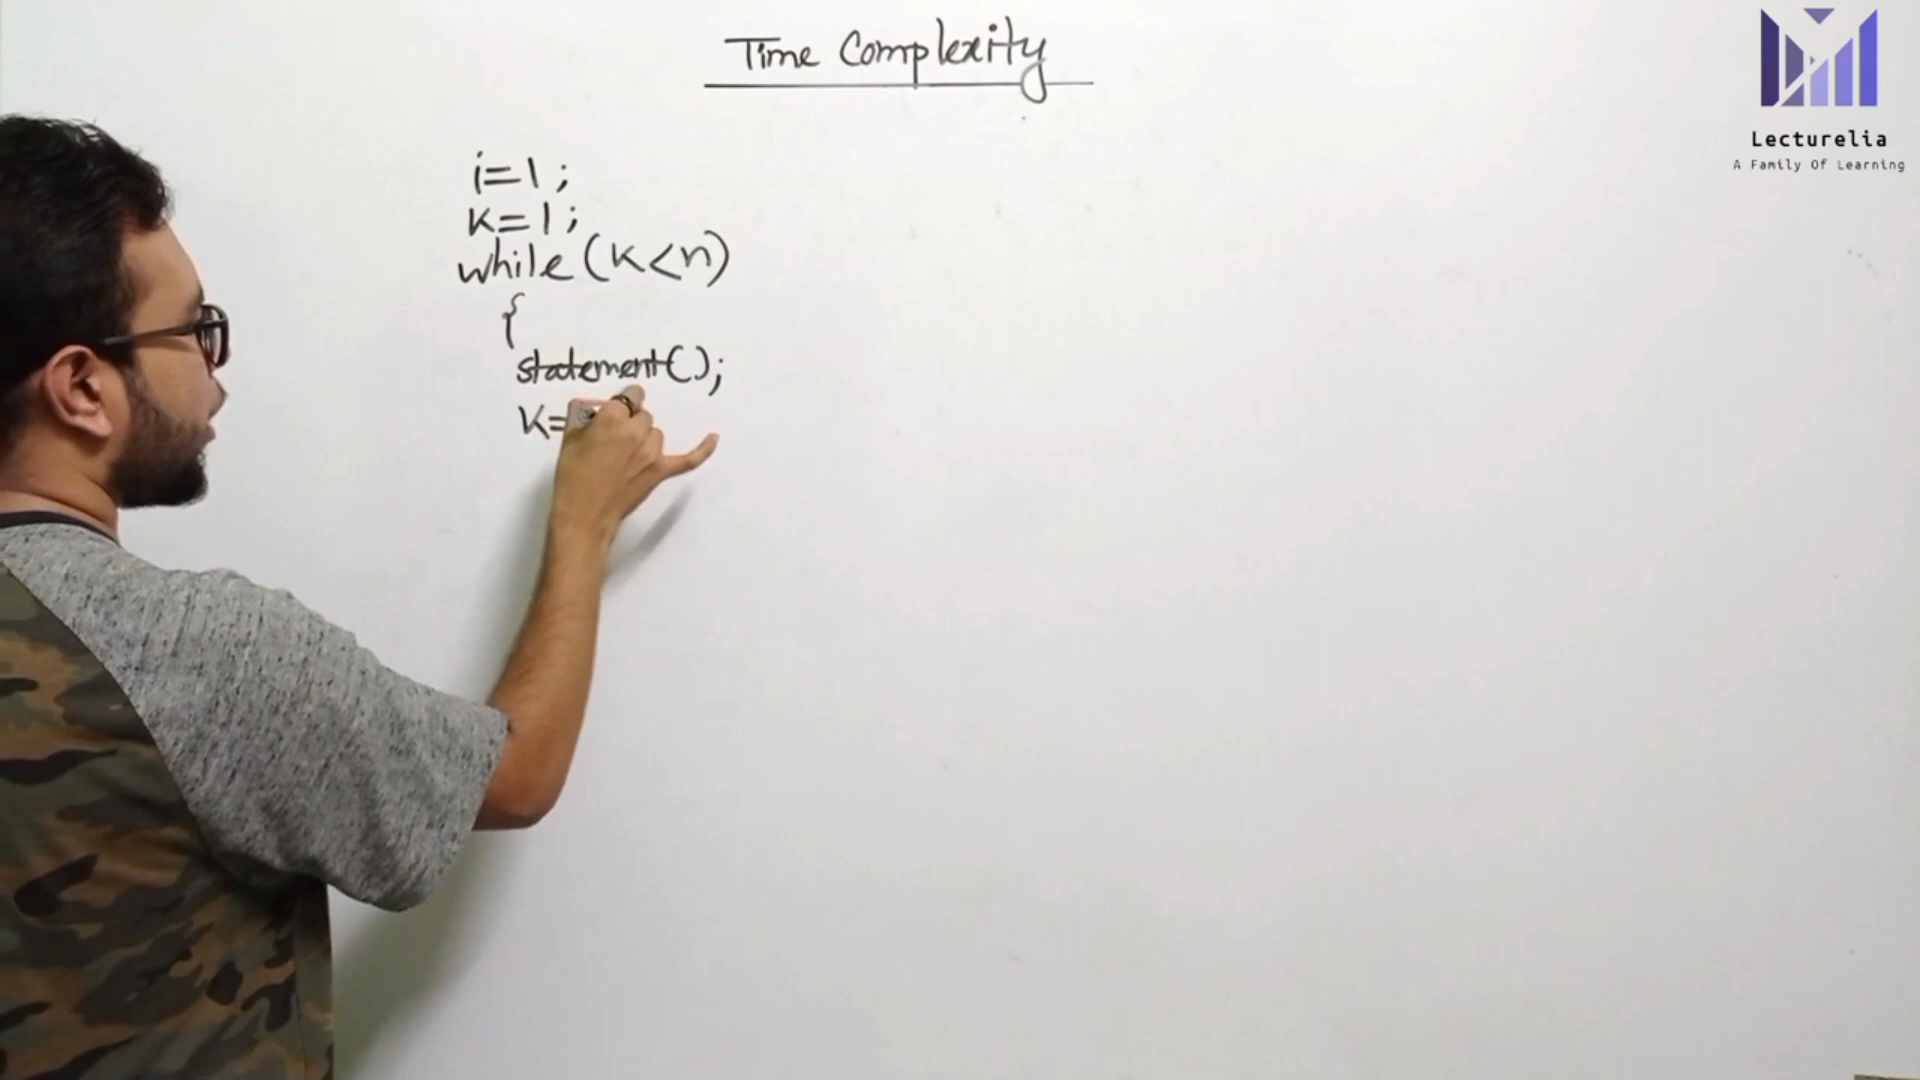 Time Complexity
Lecturelia
A Family Of Learning
i=1;
k=1;
while(k<n)
{
statement();
k=